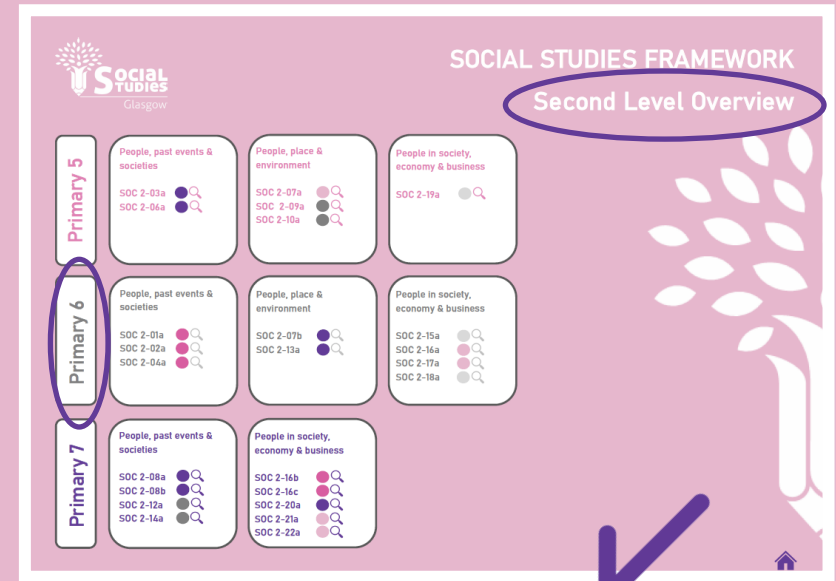 SOCIAL
STUDIES
Glasgow
SOCIAL STUDIES FRAMEWORK
Second Level Overview
Primary 5
People, past events &
societies
SOC 2-03a
SOC 2-06a
People, place &
environment
SOC 2-07a
SOC 2-09a
SOC 2-10a
People in society,
economy & business
SOC 2-19a
Primary 6
People, past events &
societies
SOC 2-01a
SOC 2-02a
SOC 2-04a
People, place &
environment
SOC 2-07b
SOC 2-13a
People in society,
economy & business
SOC 2-15a
SOC 2-16a
SOC 2-17a
SOC 2-18a
Primary 7
People, past events &
societies
SOC 2-08a
SOC 2-08b
SOC 2-12a
SOC 2-14a
People in society,
economy & business
SOC 2-16b
SOC 2-16c
SOC 2-20a
SOC 2-21a
SOC 2-22a